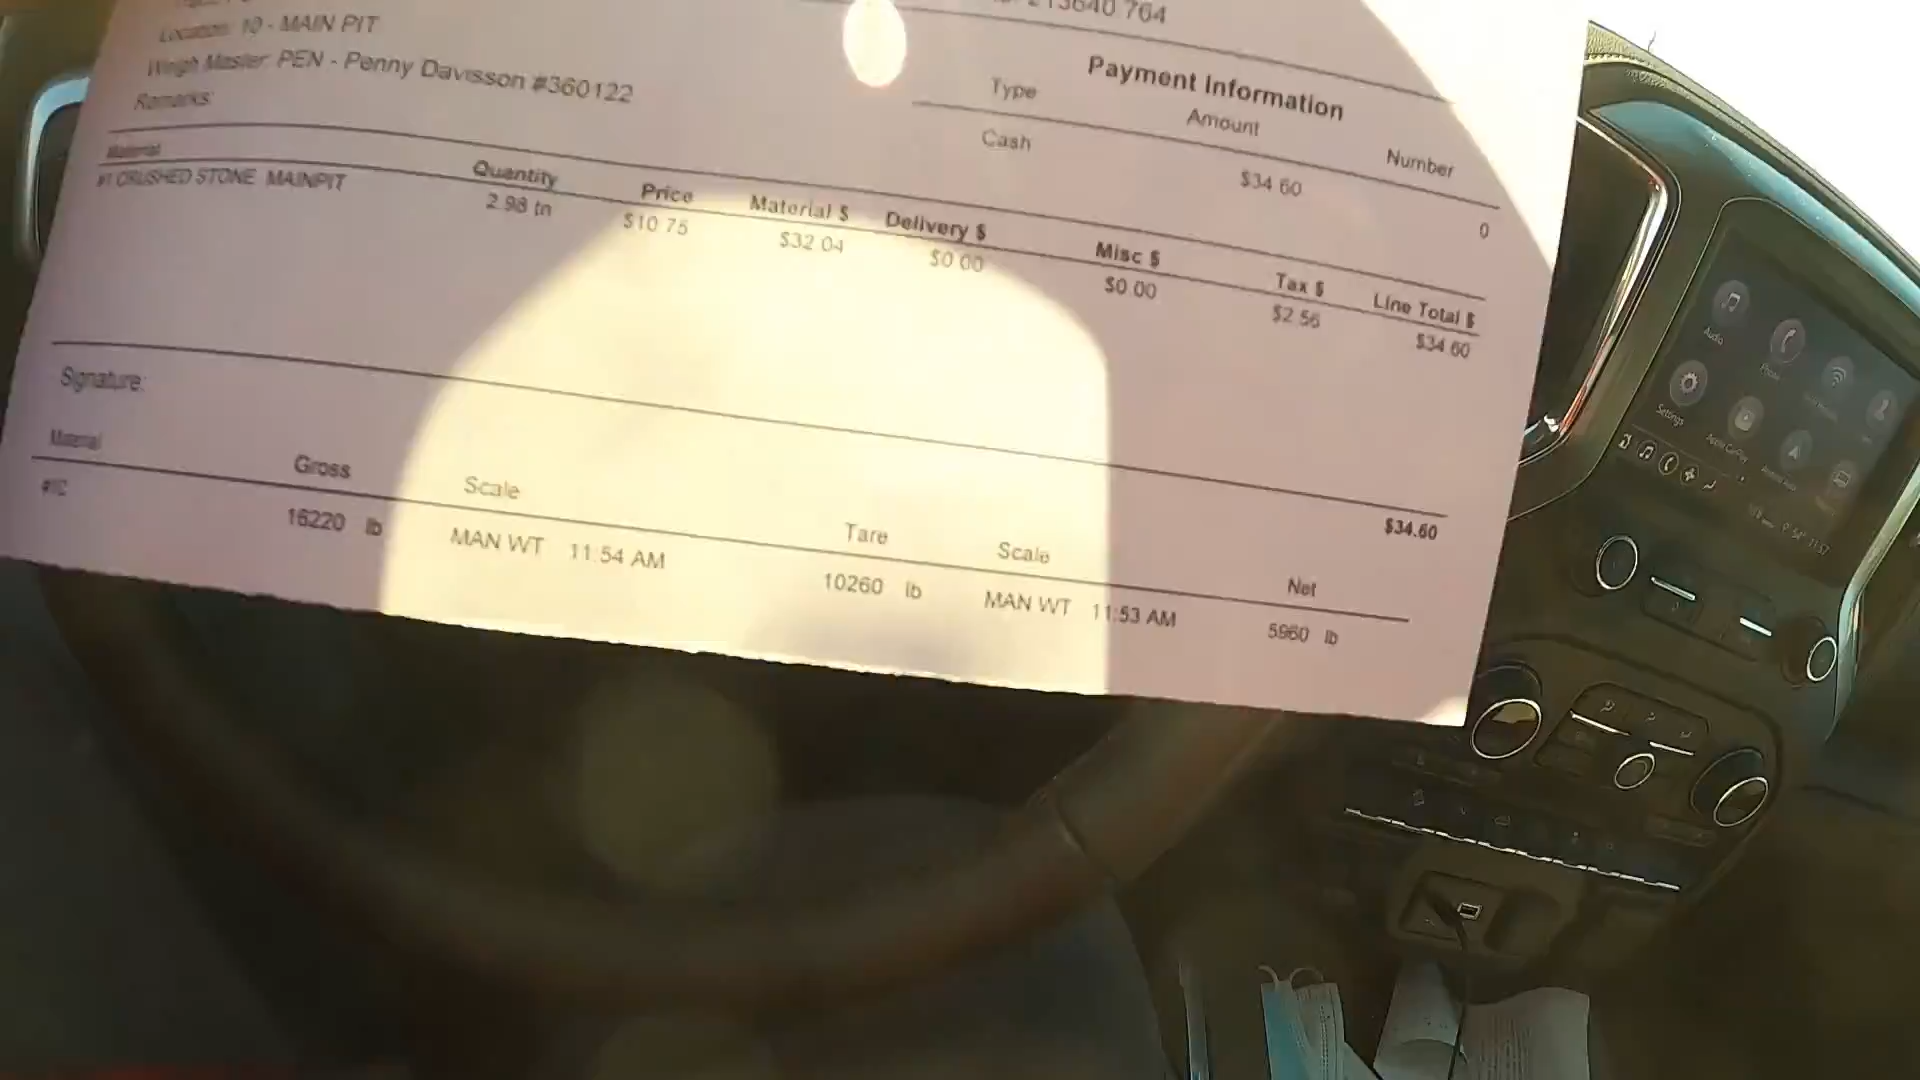 213640 764
Location: 10 - MAIN PIT
Weigh Master: PEN - Penny Davisson #360122
Remarks:
Payment Information
Type Amount Number
Cash $34.60 0
Material Quantity Price Material $ Delivery $ Misc $ Tax $ Line Total $
#1 CRUSHED STONE MAINPIT 2.98 tn $10.75 $32.04 $0.00 $0.00 $2.56 $34.60
$34.60
Signature:
Material Gross Scale Tare Scale Net
#1C 16220 lb MAN WT 11:54 AM 10260 lb MAN WT 11:53 AM 5960 lb
Audio
Phone
Settings
Apple CarPlay
Android Auto